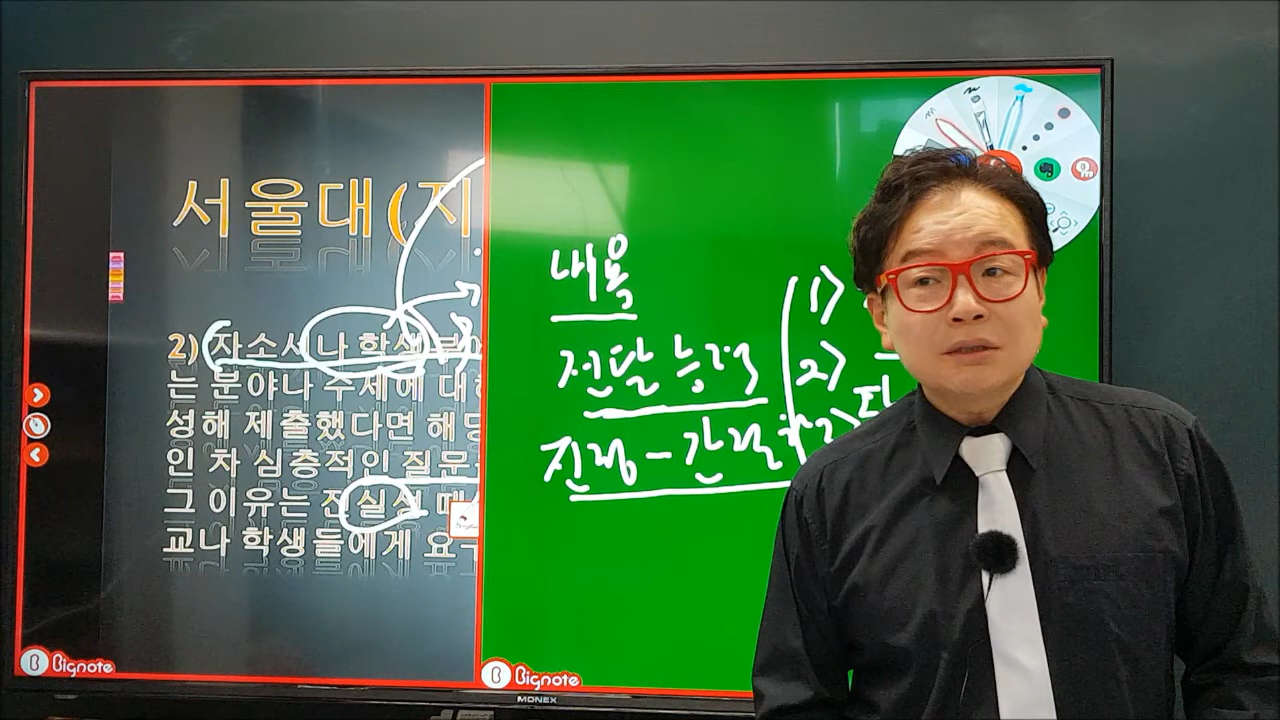 서울대(지
2) (자소서나 학생부에
는 분야나 주제에 대해
성해 제출했다면 해당
인 차 심층적인 질문을
그 이유는 진실성 때
교나 학생들에게 요구
내용
전달 능력
진정-간절
1)
2)
Bignote
Bignote
MONEX